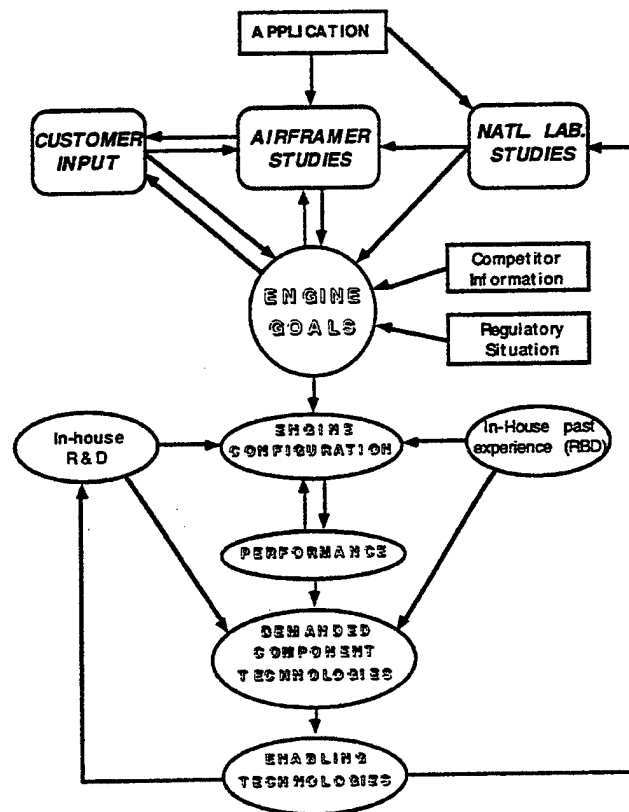 APPLICATION
CUSTOMER
INPUT
AIRFRAMER
STUDIES
NATL. LAB.
STUDIES
ENGINE
GOALS
Competitor
Information
Regulatory
Situation
In-house
R&D
ENGINE
CONFIGURATION
In-House past
experience (RBD)
PERFORMANCE
DEMANDED
COMPONENT
TECHNOLOGIES
ENABLING
TECHNOLOGIES